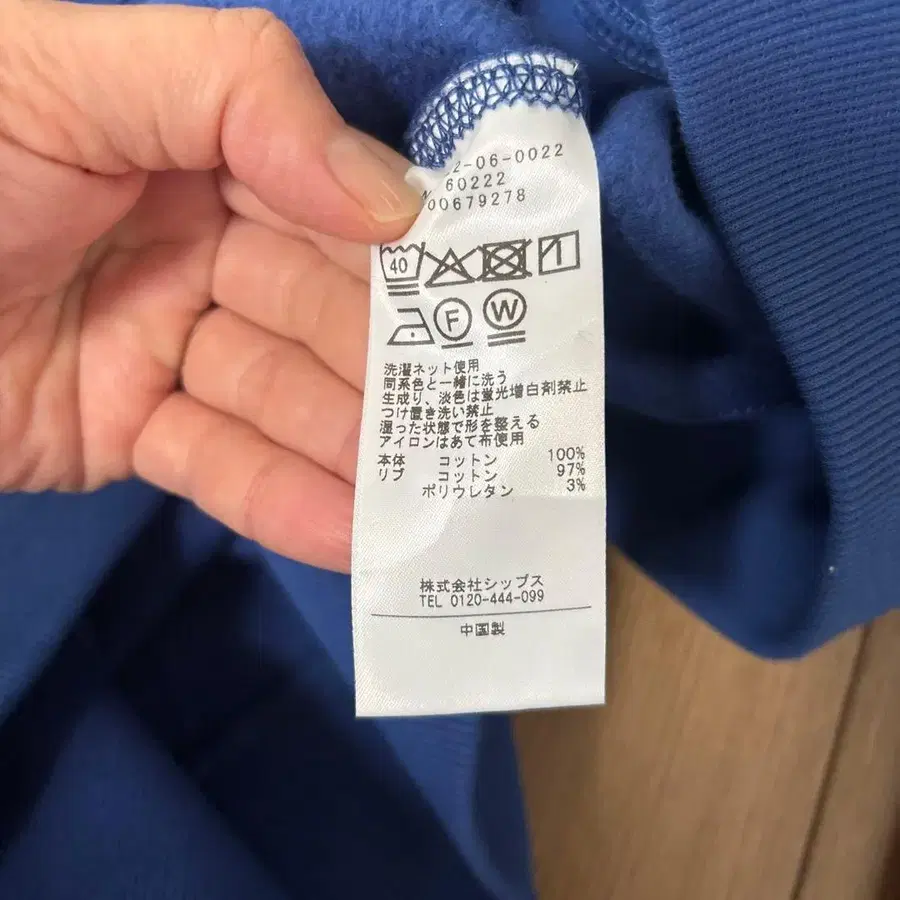 2-06-0022
60222
00679278
40
F W
洗濯ネット使用
同系色と一緒に洗う
生成り、淡色は蛍光増白剤禁止
つけ置き洗い禁止
湿った状態で形を整える
アイロンはあて布使用
本体 コットン 100%
リブ コットン 97%
ポリウレタン 3%
株式会社シップス
TEL 0120-444-099
中国製